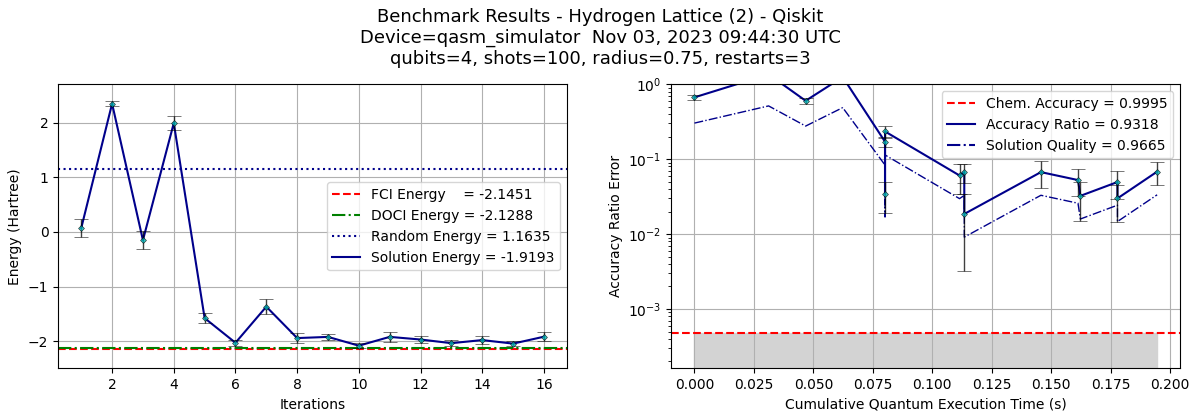 Benchmark Results - Hydrogen Lattice (2) - Qiskit
Device=qasm_simulator  Nov 03, 2023 09:44:30 UTC
qubits=4, shots=100, radius=0.75, restarts=3
Energy (Hartree)
2
1
0
−1
−2
FCI Energy    = -2.1451
DOCI Energy = -2.1288
Random Energy = 1.1635
Solution Energy = -1.9193
2 4 6 8 10 12 14 16
Iterations
Accuracy Ratio Error
10⁰
10⁻¹
10⁻²
10⁻³
Chem. Accuracy = 0.9995
Accuracy Ratio = 0.9318
Solution Quality = 0.9665
0.000 0.025 0.050 0.075 0.100 0.125 0.150 0.175 0.200
Cumulative Quantum Execution Time (s)